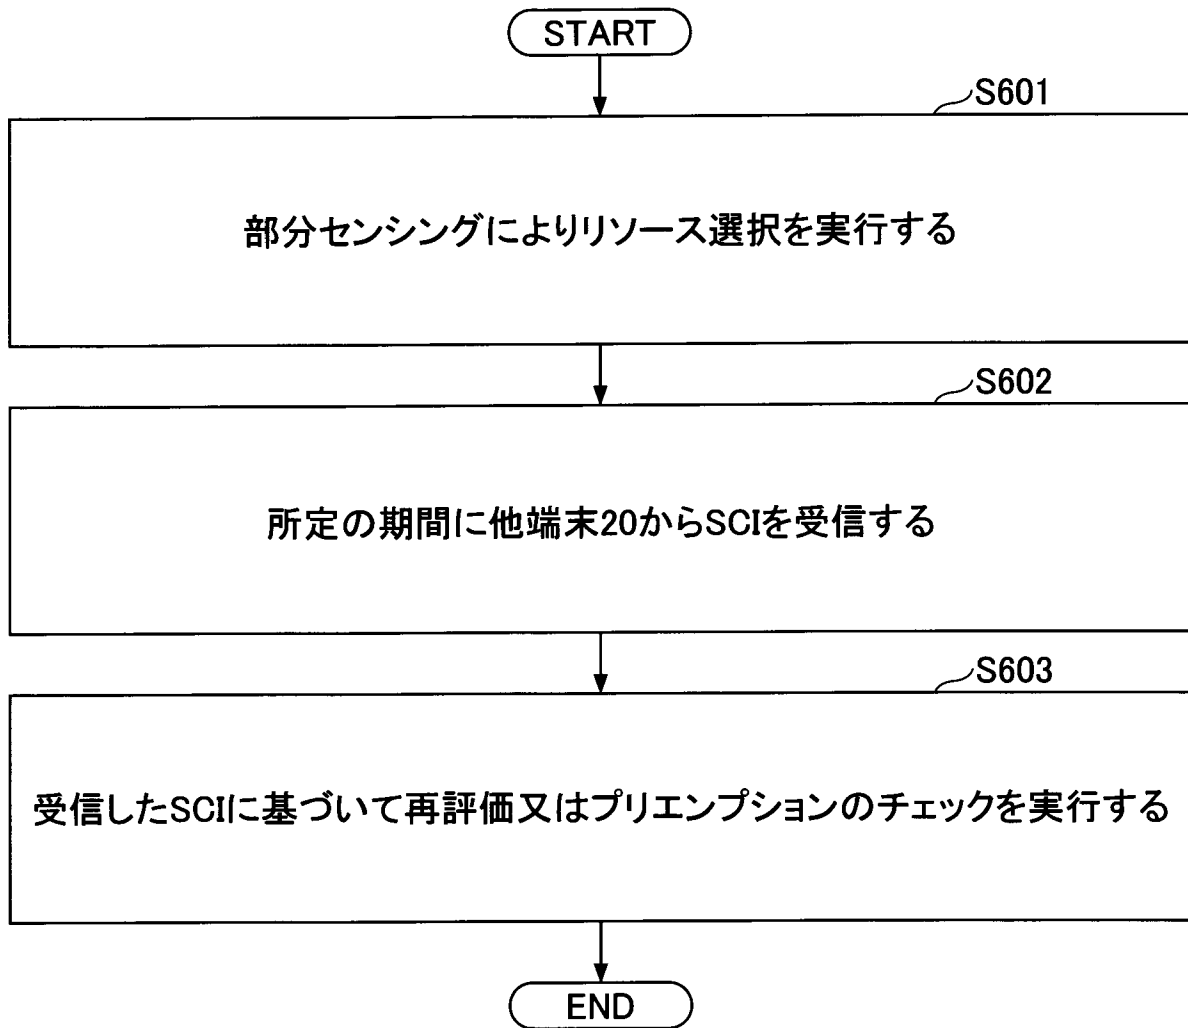 START
S601
部分センシングによりリソース選択を実行する
S602
所定の期間に他端末20からSCIを受信する
S603
受信したSCIに基づいて再評価又はプリエンプションのチェックを実行する
END